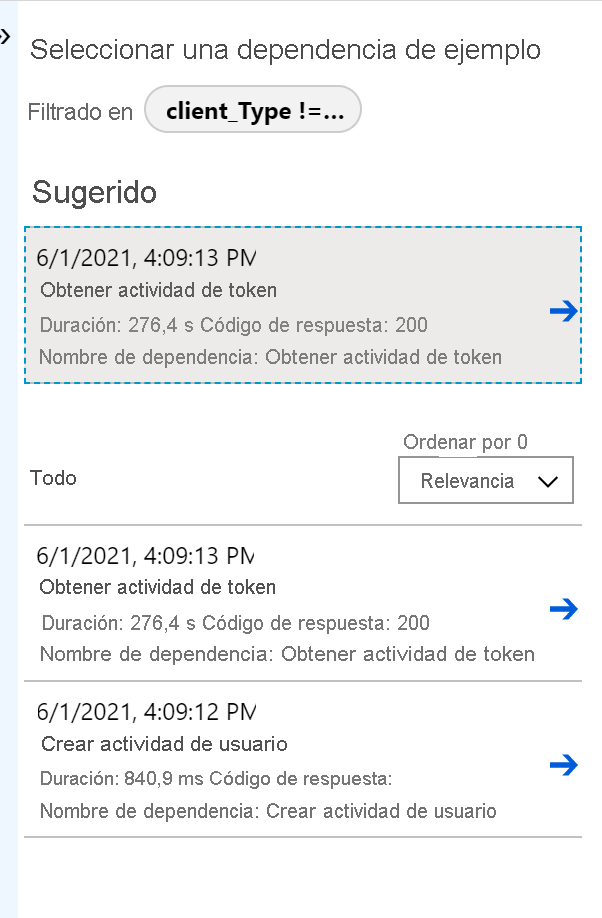 Seleccionar una dependencia de ejemplo
Filtrado en client_Type !=...
Sugerido
6/1/2021, 4:09:13 PM
Obtener actividad de token
Duración: 276,4 s Código de respuesta: 200
Nombre de dependencia: Obtener actividad de token
Ordenar por 0
Todo
Relevancia
6/1/2021, 4:09:13 PM
Obtener actividad de token
Duración: 276,4 s Código de respuesta: 200
Nombre de dependencia: Obtener actividad de token
6/1/2021, 4:09:12 PM
Crear actividad de usuario
Duración: 840,9 ms Código de respuesta:
Nombre de dependencia: Crear actividad de usuario